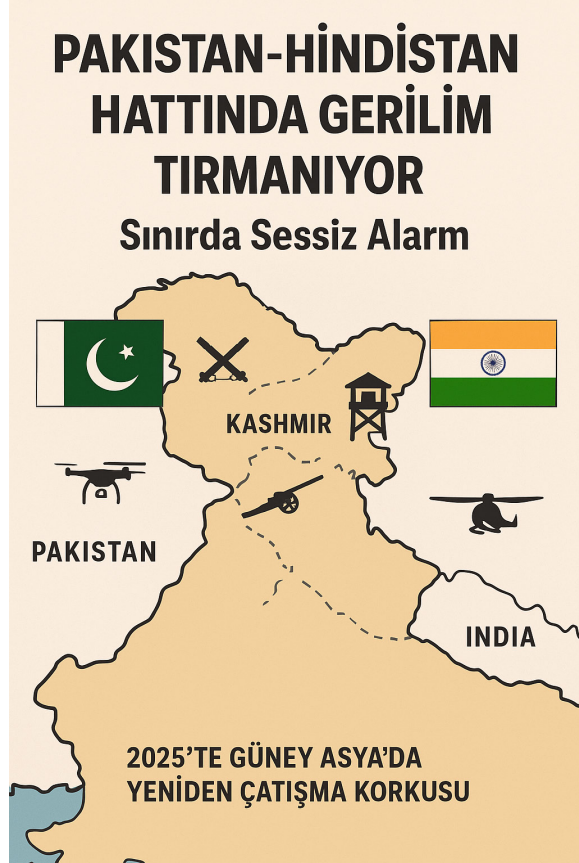 PAKISTAN-HİNDİSTAN
HATTINDA GERİLİM
TIRMANIYOR
Sınırda Sessiz Alarm
KASHMIR
PAKISTAN
INDIA
2025'TE GÜNEY ASYA'DA
YENİDEN ÇATIŞMA KORKUSU